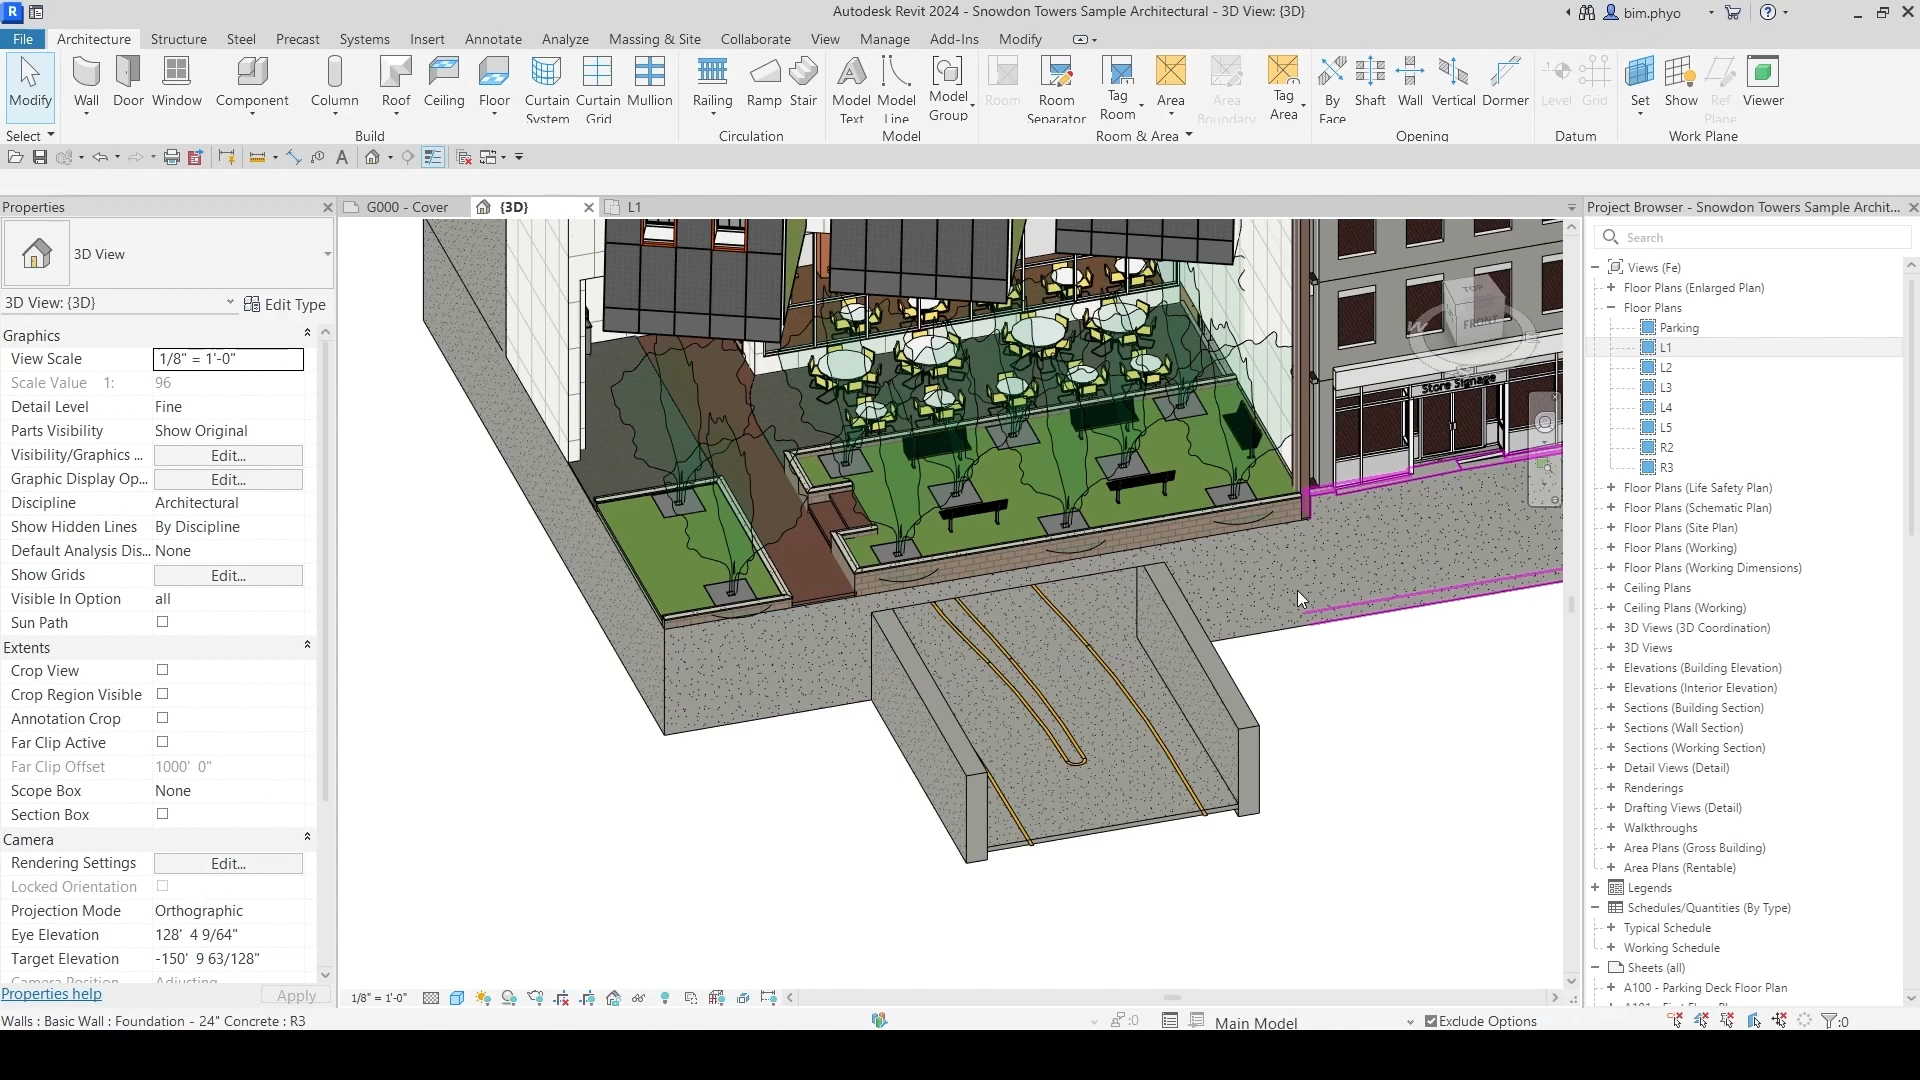 Autodesk Revit 2024 - Snowdon Towers Sample Architectural - 3D View: {3D}
bim.phyo
File Architecture Structure Steel Precast Systems Insert Annotate Analyze Massing & Site Collaborate View Manage Add-Ins Modify
Modify Wall Door Window Component Column Roof Ceiling Floor Curtain System Curtain Grid Mullion Railing Ramp Stair Model Text Model Line Model Group Room Room Separator Tag Room Area Area Boundary Tag Area By Face Shaft Wall Vertical Dormer Level Grid Set Show Ref Plane Viewer
Select Build Circulation Model Room & Area Opening Datum Work Plane
Properties
G000 - Cover {3D} L1
Project Browser - Snowdon Towers Sample Archit...
3D View
3D View: {3D} Edit Type
Graphics
View Scale 1/8" = 1'-0"
Scale Value 1: 96
Detail Level Fine
Parts Visibility Show Original
Visibility/Graphics ... Edit...
Graphic Display Op... Edit...
Discipline Architectural
Show Hidden Lines By Discipline
Default Analysis Dis... None
Show Grids Edit...
Visible In Option all
Sun Path
Extents
Crop View
Crop Region Visible
Annotation Crop
Far Clip Active
Far Clip Offset 1000' 0"
Scope Box None
Section Box
Camera
Rendering Settings Edit...
Locked Orientation
Projection Mode Orthographic
Eye Elevation 128' 4 9/64"
Target Elevation -150' 9 63/128"
Camera Position Adjusting
Properties help Apply
TOP
FRONT
W
Store Signage
Search
Views (Fe)
Floor Plans (Enlarged Plan)
Floor Plans
Parking
L1
L2
L3
L4
L5
R2
R3
Floor Plans (Life Safety Plan)
Floor Plans (Schematic Plan)
Floor Plans (Site Plan)
Floor Plans (Working)
Floor Plans (Working Dimensions)
Ceiling Plans
Ceiling Plans (Working)
3D Views (3D Coordination)
3D Views
Elevations (Building Elevation)
Elevations (Interior Elevation)
Sections (Building Section)
Sections (Wall Section)
Sections (Working Section)
Detail Views (Detail)
Renderings
Drafting Views (Detail)
Walkthroughs
Area Plans (Gross Building)
Area Plans (Rentable)
Legends
Schedules/Quantities (By Type)
Typical Schedule
Working Schedule
Sheets (all)
A100 - Parking Deck Floor Plan
1/8" = 1'-0"
Walls : Basic Wall : Foundation - 24" Concrete : R3
:0
Main Model
Exclude Options
:0